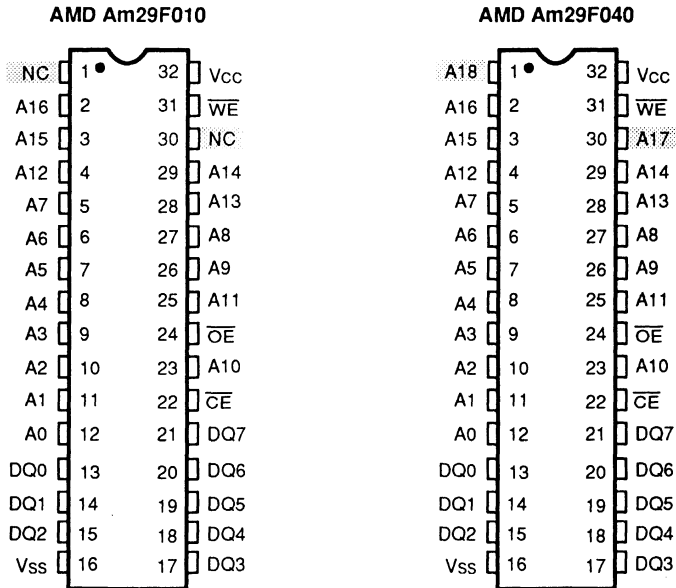 AMD Am29F010
NC 1 32 VCC
A16 2 31 WE
A15 3 30 NC
A12 4 29 A14
A7 5 28 A13
A6 6 27 A8
A5 7 26 A9
A4 8 25 A11
A3 9 24 OE
A2 10 23 A10
A1 11 22 CE
A0 12 21 DQ7
DQ0 13 20 DQ6
DQ1 14 19 DQ5
DQ2 15 18 DQ4
VSS 16 17 DQ3
AMD Am29F040
A18 1 32 VCC
A16 2 31 WE
A15 3 30 A17
A12 4 29 A14
A7 5 28 A13
A6 6 27 A8
A5 7 26 A9
A4 8 25 A11
A3 9 24 OE
A2 10 23 A10
A1 11 22 CE
A0 12 21 DQ7
DQ0 13 20 DQ6
DQ1 14 19 DQ5
DQ2 15 18 DQ4
VSS 16 17 DQ3